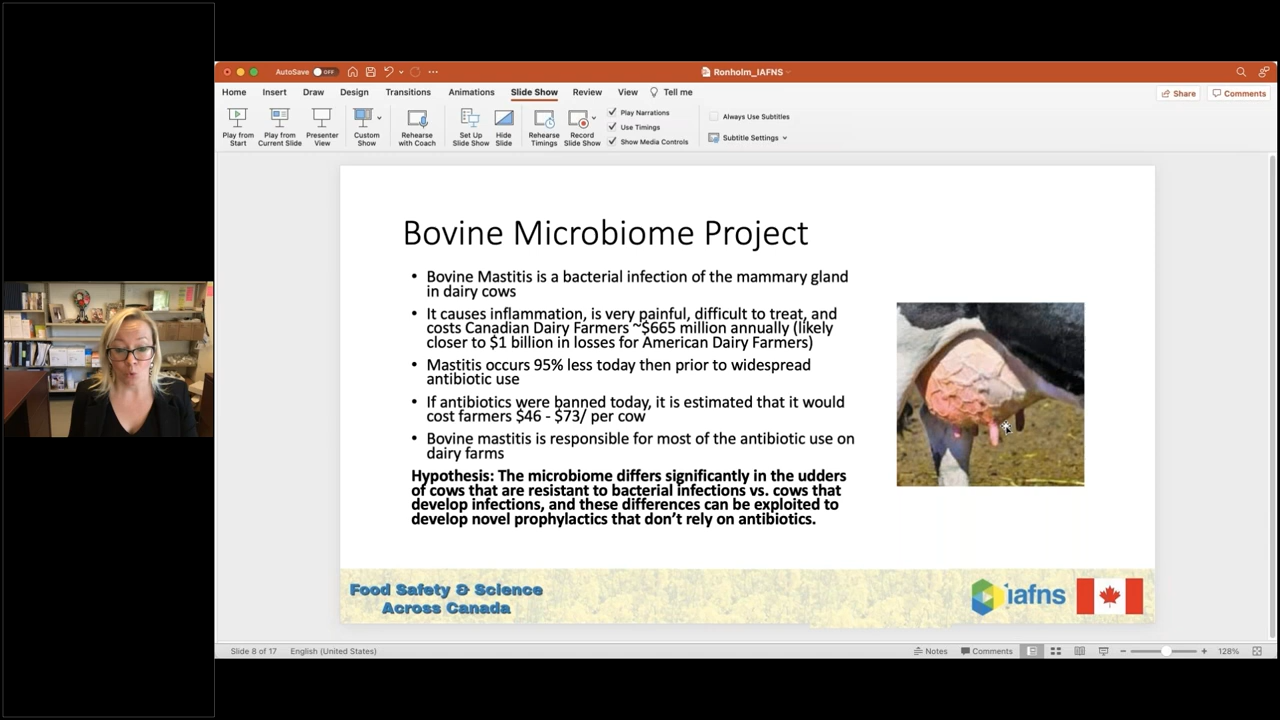 AutoSave OFF
Ronholm_IAFNS
Home Insert Draw Design Transitions Animations Slide Show Review View Tell me
Share Comments
Play from Start
Play from Current Slide
Presenter View
Custom Show
Rehearse with Coach
Set Up Slide Show
Hide Slide
Rehearse Timings
Record Slide Show
Play Narrations
Use Timings
Show Media Controls
Always Use Subtitles
Subtitle Settings
Bovine Microbiome Project
• Bovine Mastitis is a bacterial infection of the mammary gland
in dairy cows
• It causes inflammation, is very painful, difficult to treat, and
costs Canadian Dairy Farmers ~$665 million annually (likely
closer to $1 billion in losses for American Dairy Farmers)
• Mastitis occurs 95% less today then prior to widespread
antibiotic use
• If antibiotics were banned today, it is estimated that it would
cost farmers $46 - $73/ per cow
• Bovine mastitis is responsible for most of the antibiotic use on
dairy farms
Hypothesis: The microbiome differs significantly in the udders
of cows that are resistant to bacterial infections vs. cows that
develop infections, and these differences can be exploited to
develop novel prophylactics that don't rely on antibiotics.
Food Safety & Science
Across Canada
iafns
Slide 8 of 17 English (United States)
Notes Comments 128%